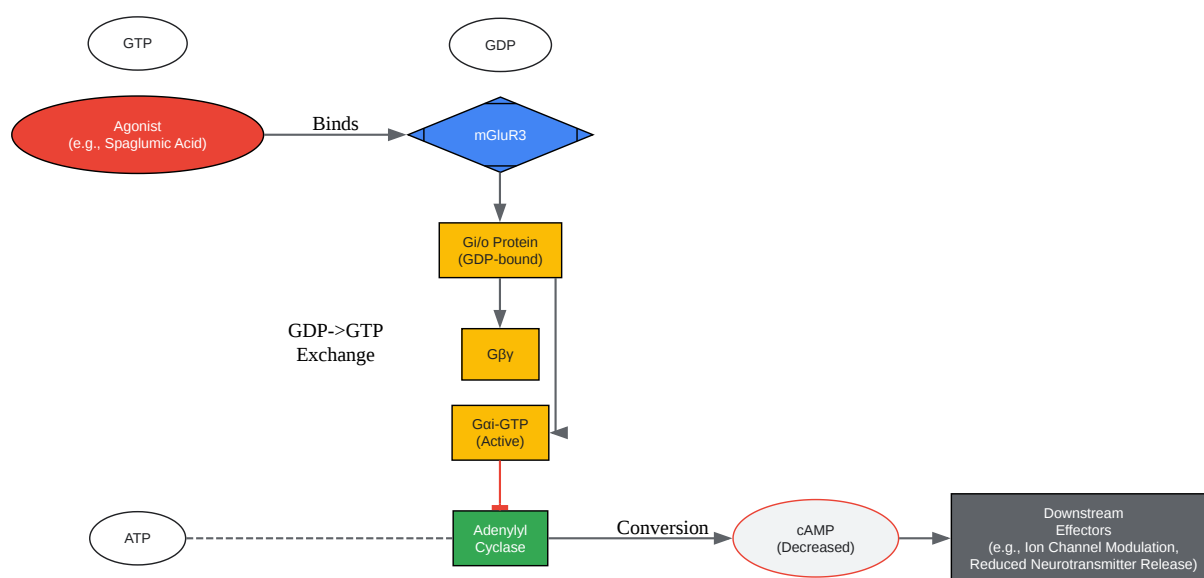 GTP
GDP
Agonist
(e.g., Spaglumic Acid)
Binds
mGluR3
Gi/o Protein
(GDP-bound)
GDP->GTP
Exchange
Gβγ
Gαi-GTP
(Active)
ATP
Adenylyl
Cyclase
Conversion
cAMP
(Decreased)
Downstream
Effectors
(e.g., Ion Channel Modulation,
Reduced Neurotransmitter Release)